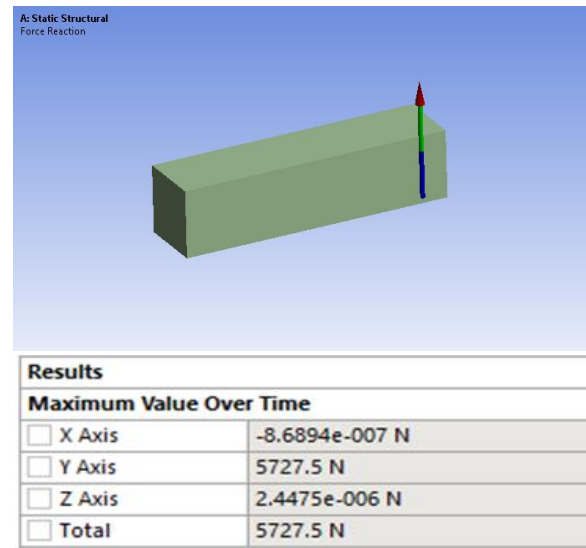 A: Static Structural
Force Reaction
Results
Maximum Value Over Time
X Axis -8.6894e-007 N
Y Axis 5727.5 N
Z Axis 2.4475e-006 N
Total 5727.5 N